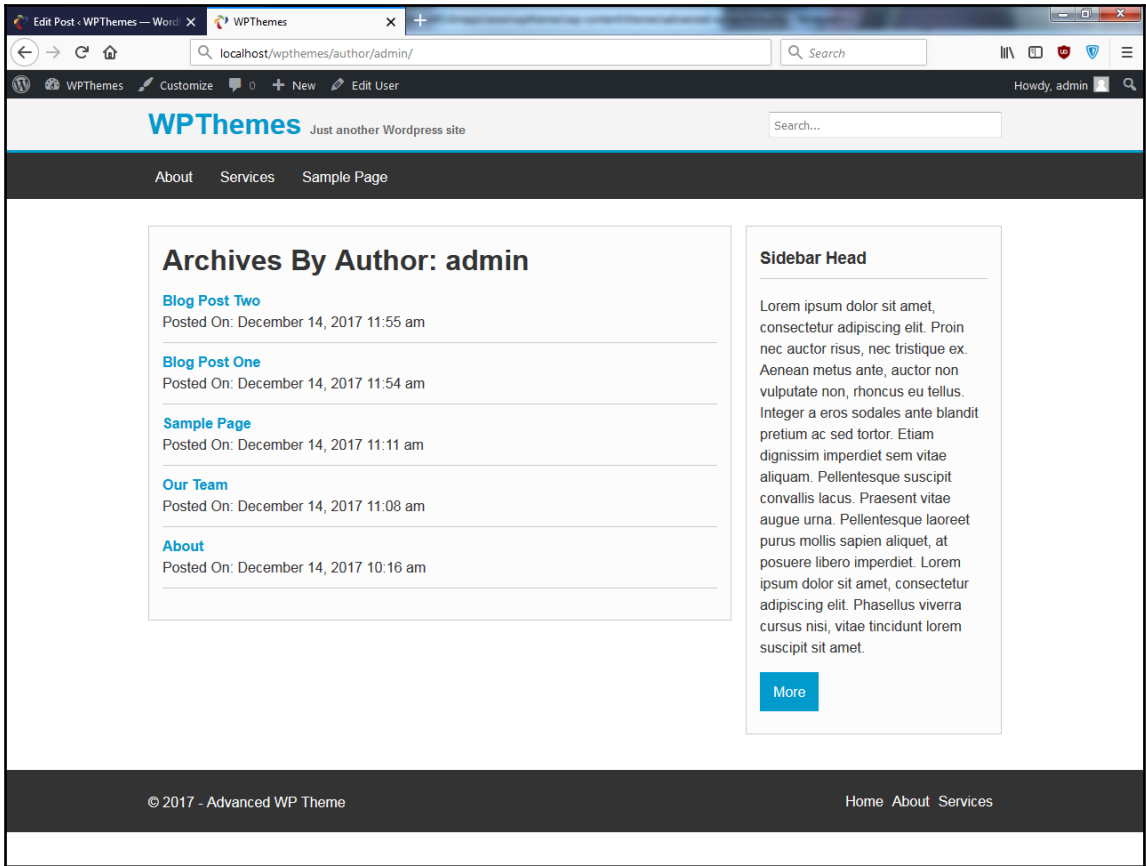 Edit Post ‹ WPThemes — Word
WPThemes
localhost/wpthemes/author/admin/
Search
WPThemes Customize 0 New Edit User
Howdy, admin
WPThemes Just another Wordpress site
Search...
About Services Sample Page
Archives By Author: admin
Blog Post Two
Posted On: December 14, 2017 11:55 am
Blog Post One
Posted On: December 14, 2017 11:54 am
Sample Page
Posted On: December 14, 2017 11:11 am
Our Team
Posted On: December 14, 2017 11:08 am
About
Posted On: December 14, 2017 10:16 am
Sidebar Head
Lorem ipsum dolor sit amet,
consectetur adipiscing elit. Proin
nec auctor risus, nec tristique ex.
Aenean metus ante, auctor non
vulputate non, rhoncus eu tellus.
Integer a eros sodales ante blandit
pretium ac sed tortor. Etiam
dignissim imperdiet sem vitae
aliquam. Pellentesque suscipit
convallis lacus. Praesent vitae
augue urna. Pellentesque laoreet
purus mollis sapien aliquet, at
posuere libero imperdiet. Lorem
ipsum dolor sit amet, consectetur
adipiscing elit. Phasellus viverra
cursus nisi, vitae tincidunt lorem
suscipit sit amet.
More
© 2017 - Advanced WP Theme
Home About Services